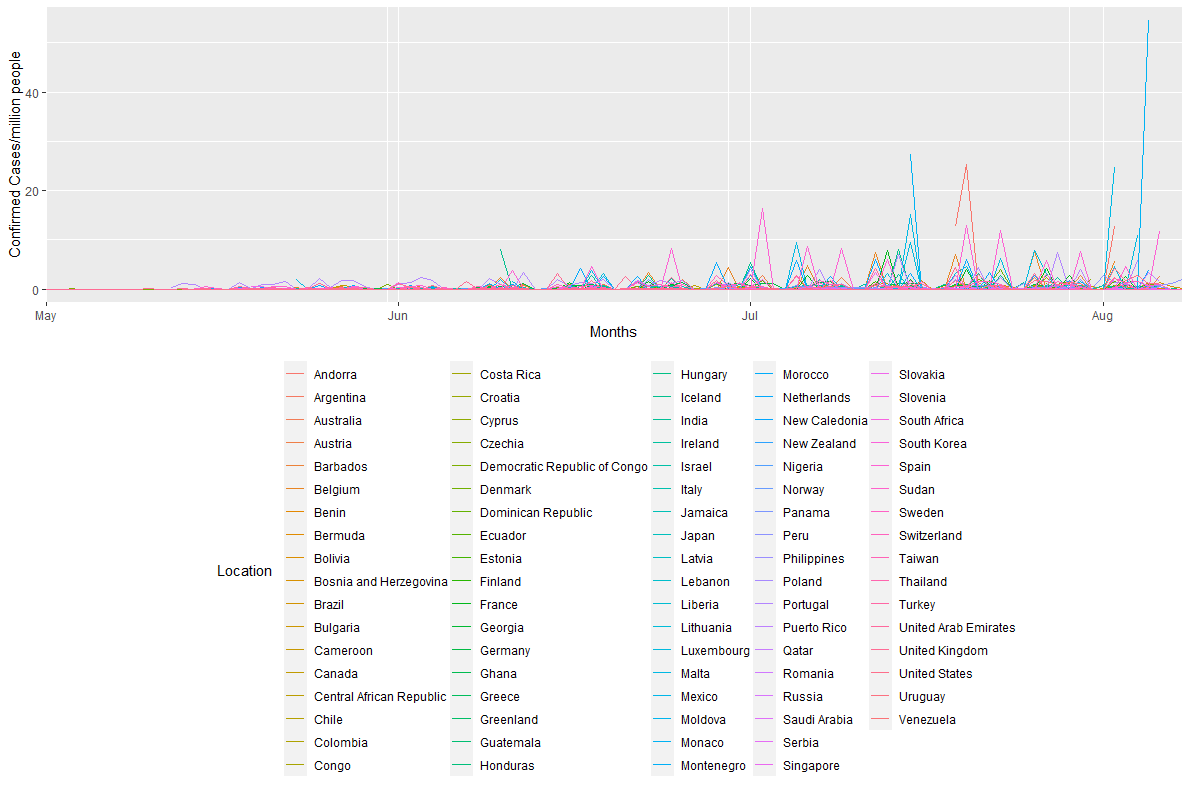 Confirmed Cases/million people
40
20
0
May
Jun
Jul
Aug
Months
Location
Andorra
Argentina
Australia
Austria
Barbados
Belgium
Benin
Bermuda
Bolivia
Bosnia and Herzegovina
Brazil
Bulgaria
Cameroon
Canada
Central African Republic
Chile
Colombia
Congo
Costa Rica
Croatia
Cyprus
Czechia
Democratic Republic of Congo
Denmark
Dominican Republic
Ecuador
Estonia
Finland
France
Georgia
Germany
Ghana
Greece
Greenland
Guatemala
Honduras
Hungary
Iceland
India
Ireland
Israel
Italy
Jamaica
Japan
Latvia
Lebanon
Liberia
Lithuania
Luxembourg
Malta
Mexico
Moldova
Monaco
Montenegro
Morocco
Netherlands
New Caledonia
New Zealand
Nigeria
Norway
Panama
Peru
Philippines
Poland
Portugal
Puerto Rico
Qatar
Romania
Russia
Saudi Arabia
Serbia
Singapore
Slovakia
Slovenia
South Africa
South Korea
Spain
Sudan
Sweden
Switzerland
Taiwan
Thailand
Turkey
United Arab Emirates
United Kingdom
United States
Uruguay
Venezuela